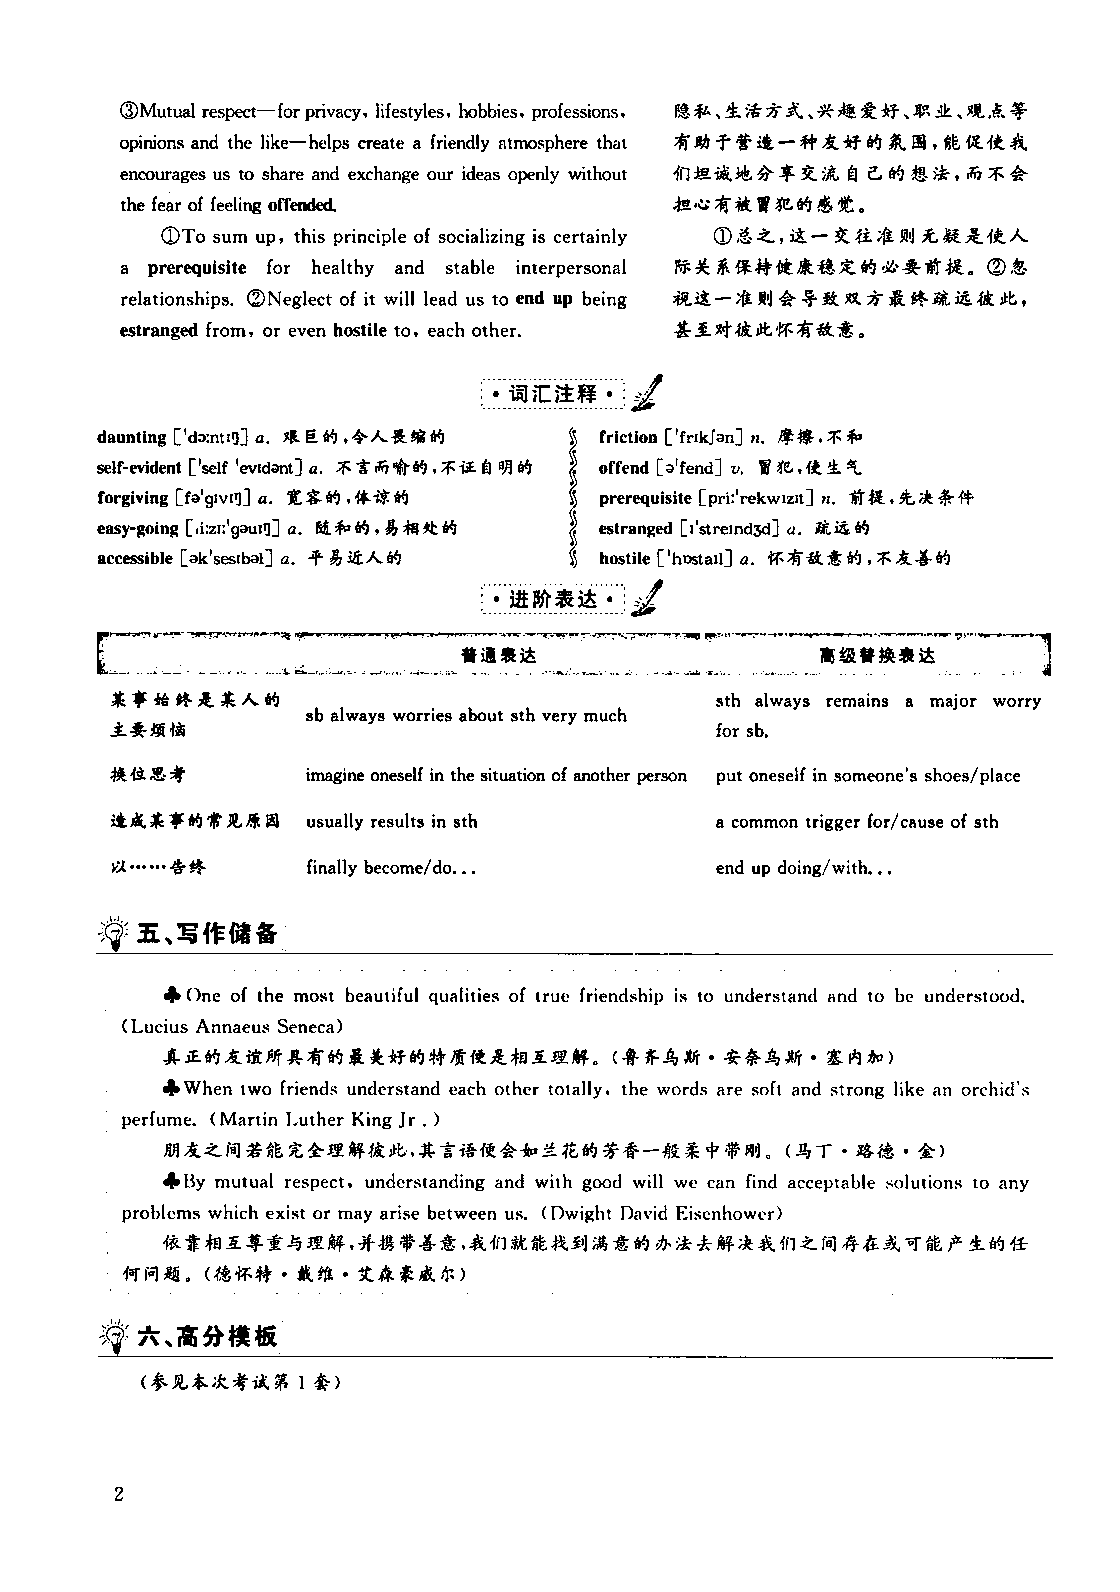 ③Mutual respect—for privacy, lifestyles, hobbies, professions,
opinions and the like—helps create a friendly atmosphere that
encourages us to share and exchange our ideas openly without
the fear of feeling offended.
①To sum up, this principle of socializing is certainly
a prerequisite for healthy and stable interpersonal
relationships. ②Neglect of it will lead us to end up being
estranged from, or even hostile to, each other.
隐私、生活方式、兴趣爱好、职业、观点等
有助于营造一种友好的氛围,能促使我
们坦诚地分享交流自己的想法,而不会
担心有被冒犯的感觉。
①总之,这一交往准则无疑是使人
际关系保持健康稳定的必要前提。②忽
视这一准则会导致双方最终疏远彼此,
甚至对彼此怀有敌意。
·词汇注释·
daunting ['dɔːntɪŋ] a. 艰巨的,令人畏缩的
self-evident ['self 'evɪdənt] a. 不言而喻的,不证自明的
forgiving [fə'gɪvɪŋ] a. 宽容的,体谅的
easy-going [ˌiːzɪː'gəuɪŋ] a. 随和的,易相处的
accessible [ək'sesɪbəl] a. 平易近人的
friction ['frɪkʃən] n. 摩擦,不和
offend [ə'fend] v. 冒犯,使生气
prerequisite [priː'rekwɪzɪt] n. 前提,先决条件
estranged [ɪ'streɪndʒd] a. 疏远的
hostile ['hɒstaɪl] a. 怀有敌意的,不友善的
·进阶表达·
普通表达 高级替换表达
某事始终是某人的
主要烦恼
sb always worries about sth very much
sth always remains a major worry
for sb.
换位思考 imagine oneself in the situation of another person put oneself in someone's shoes/place
造成某事的常见原因 usually results in sth a common trigger for/cause of sth
以……告终 finally become/do... end up doing/with...
五、写作储备
♣One of the most beautiful qualities of true friendship is to understand and to be understood.
(Lucius Annaeus Seneca)
真正的友谊所具有的最美好的特质便是相互理解。(鲁齐乌斯·安奈乌斯·塞内加)
♣When two friends understand each other totally, the words are soft and strong like an orchid's
perfume. (Martin Luther King Jr.)
朋友之间若能完全理解彼此,其言语便会如兰花的芳香一般柔中带刚。(马丁·路德·金)
♣By mutual respect, understanding and with good will we can find acceptable solutions to any
problems which exist or may arise between us. (Dwight David Eisenhower)
依靠相互尊重与理解,并携带善意,我们就能找到满意的办法去解决我们之间存在或可能产生的任
何问题。(德怀特·戴维·艾森豪威尔)
六、高分模板
(参见本次考试第1套)
2